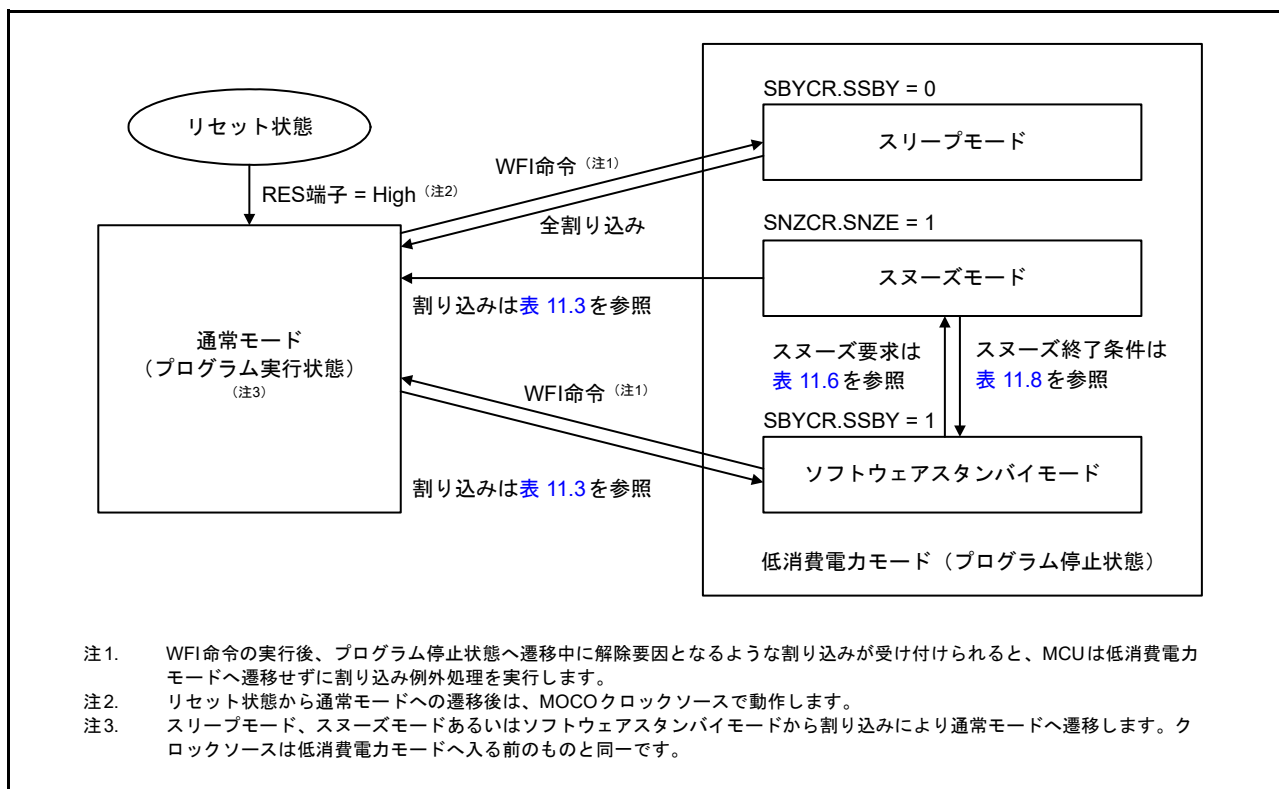 SBYCR.SSBY = 0
リセット状態
スリープモード
WFI命令（注1）
RES端子 = High（注2）
全割り込み
SNZCR.SNZE = 1
スヌーズモード
割り込みは表 11.3を参照
通常モード
（プログラム実行状態）
（注3）
スヌーズ要求は
表 11.6を参照
スヌーズ終了条件は
表 11.8を参照
WFI命令（注1）
SBYCR.SSBY = 1
ソフトウェアスタンバイモード
割り込みは表 11.3を参照
低消費電力モード（プログラム停止状態）
注1. WFI命令の実行後、プログラム停止状態へ遷移中に解除要因となるような割り込みが受け付けられると、MCUは低消費電力
モードへ遷移せずに割り込み例外処理を実行します。
注2. リセット状態から通常モードへの遷移後は、MOCOクロックソースで動作します。
注3. スリープモード、スヌーズモードあるいはソフトウェアスタンバイモードから割り込みにより通常モードへ遷移します。ク
ロックソースは低消費電力モードへ入る前のものと同一です。